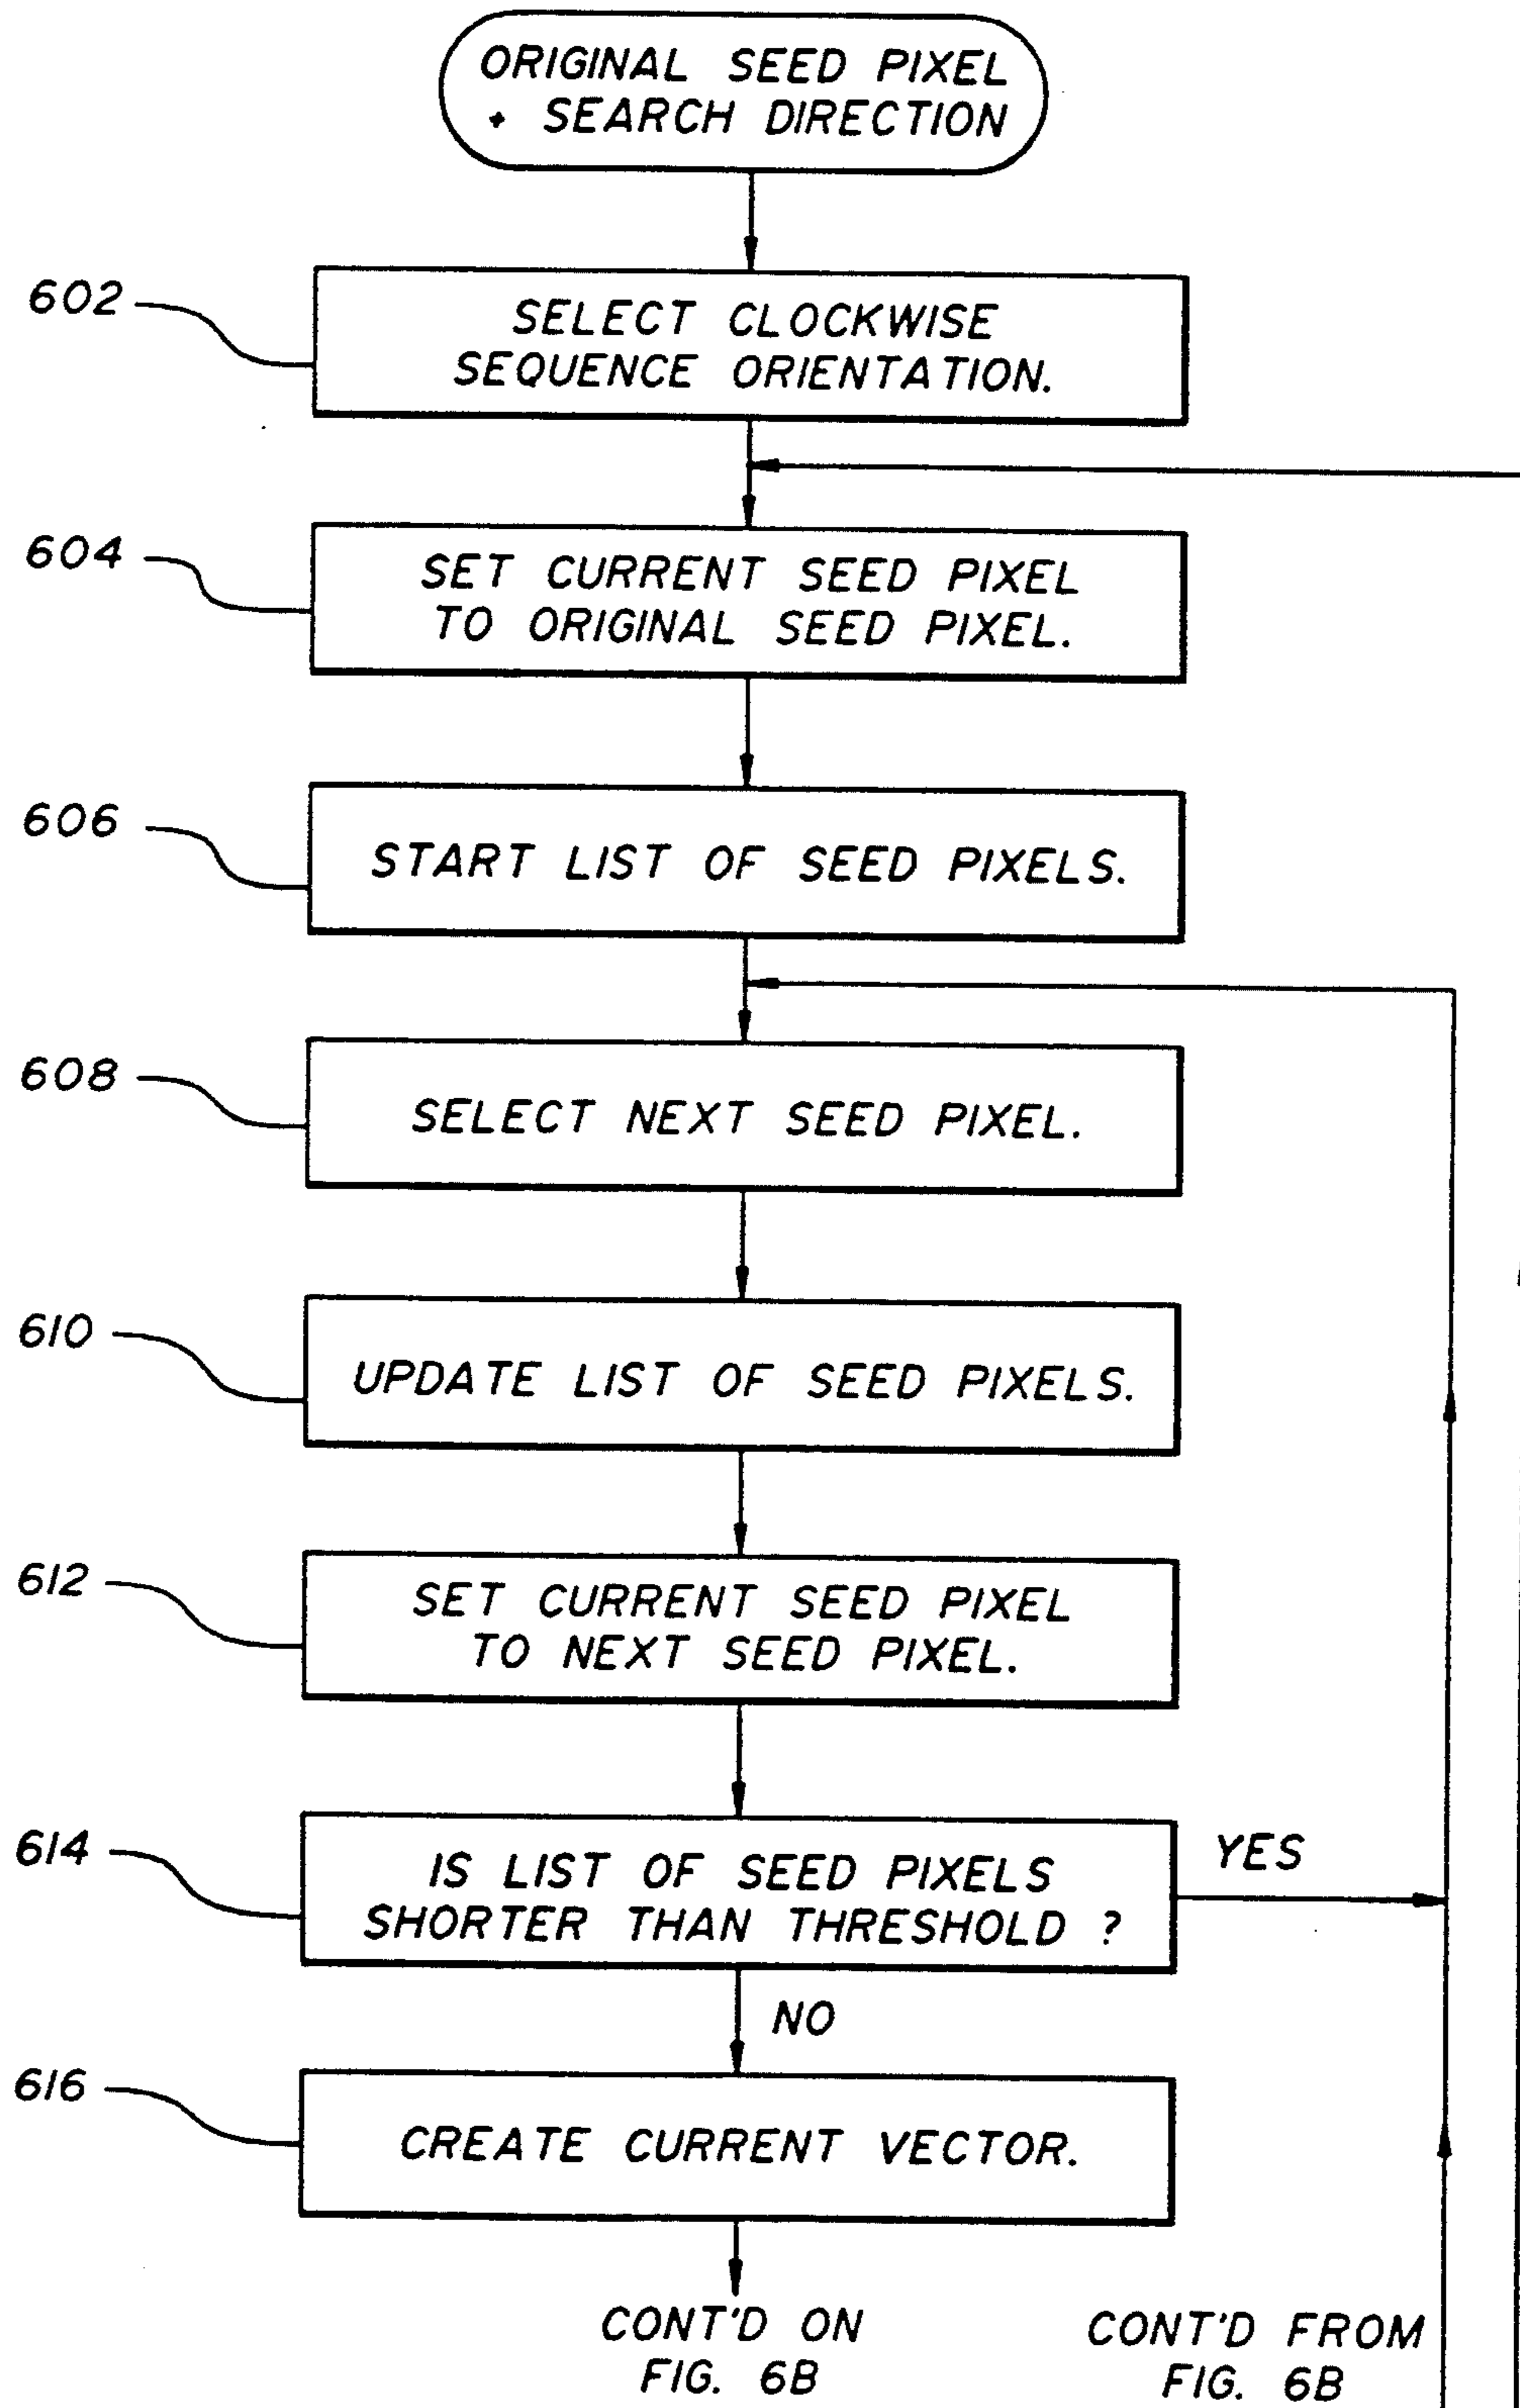 ORIGINAL SEED PIXEL
+ SEARCH DIRECTION
602
SELECT CLOCKWISE
SEQUENCE ORIENTATION.
604
SET CURRENT SEED PIXEL
TO ORIGINAL SEED PIXEL.
606
START LIST OF SEED PIXELS.
608
SELECT NEXT SEED PIXEL.
610
UPDATE LIST OF SEED PIXELS.
612
SET CURRENT SEED PIXEL
TO NEXT SEED PIXEL.
614
IS LIST OF SEED PIXELS
SHORTER THAN THRESHOLD ?
YES
NO
616
CREATE CURRENT VECTOR.
CONT'D ON
FIG. 6B
CONT'D FROM
FIG. 6B